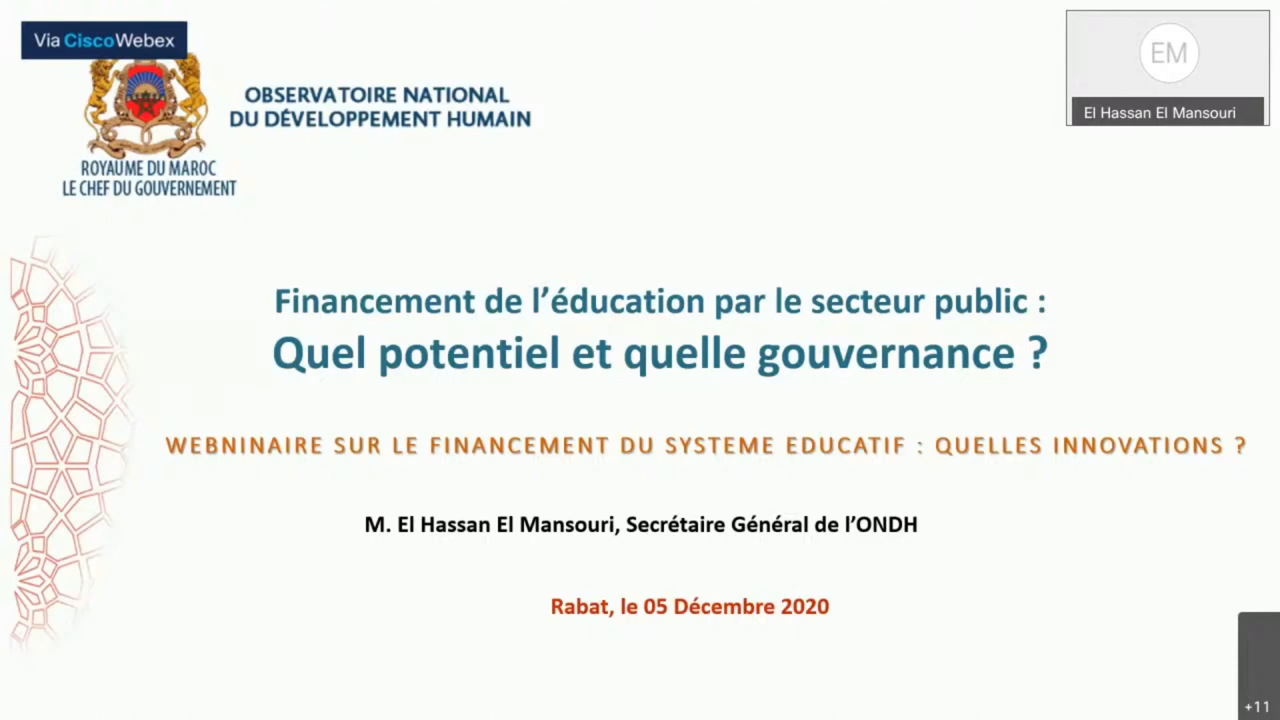 Via CiscoWebex
EM
El Hassan El Mansouri
OBSERVATOIRE NATIONAL
DU DÉVELOPPEMENT HUMAIN
ROYAUME DU MAROC
LE CHEF DU GOUVERNEMENT
Financement de l’éducation par le secteur public :
Quel potentiel et quelle gouvernance ?
WEBNINAIRE SUR LE FINANCEMENT DU SYSTEME EDUCATIF : QUELLES INNOVATIONS ?
M. El Hassan El Mansouri, Secrétaire Général de l’ONDH
Rabat, le 05 Décembre 2020
+11